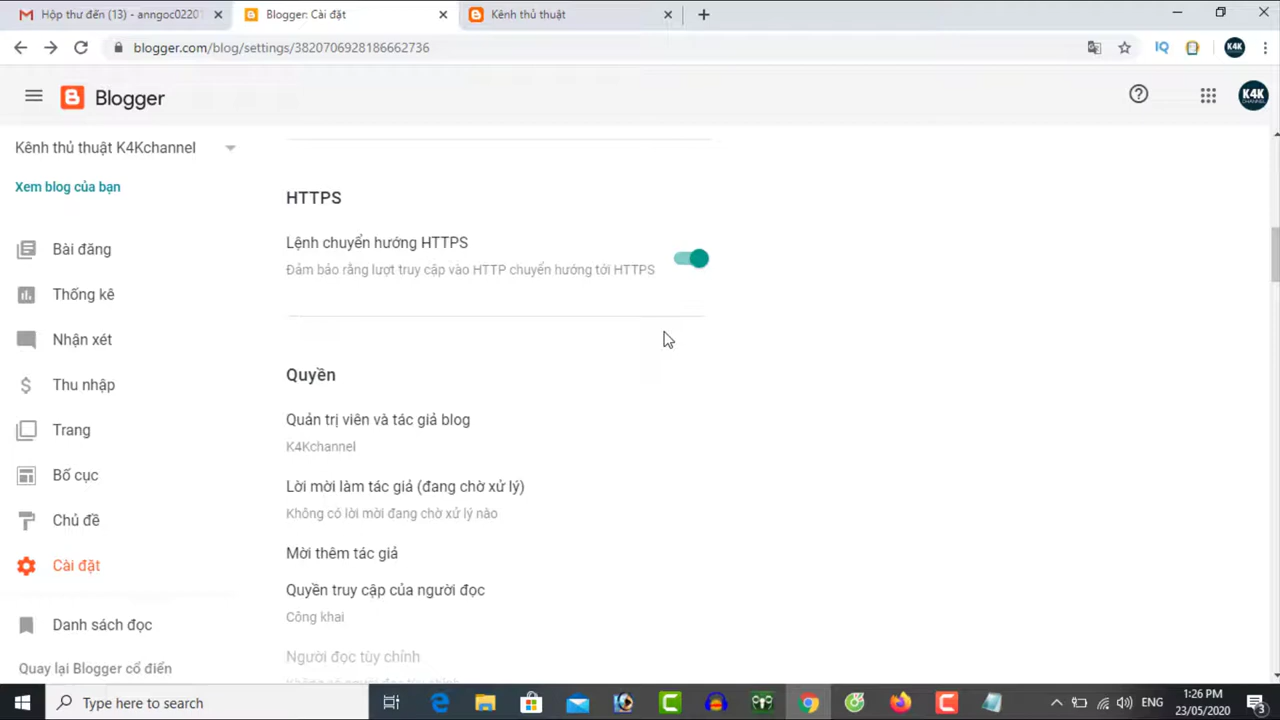 Hộp thư đến (13) - anngoc02201
Blogger: Cài đặt
Kênh thủ thuật
blogger.com/blog/settings/3820706928186662736
IQ
K4K
Blogger
K4K
CHANNEL
Kênh thủ thuật K4Kchannel
Xem blog của bạn
Bài đăng
Thống kê
Nhận xét
Thu nhập
Trang
Bố cục
Chủ đề
Cài đặt
Danh sách đọc
Quay lại Blogger cổ điển
HTTPS
Lệnh chuyển hướng HTTPS
Đảm bảo rằng lượt truy cập vào HTTP chuyển hướng tới HTTPS
Quyền
Quản trị viên và tác giả blog
K4Kchannel
Lời mời làm tác giả (đang chờ xử lý)
Không có lời mời đang chờ xử lý nào
Mời thêm tác giả
Quyền truy cập của người đọc
Công khai
Người đọc tùy chỉnh
Type here to search
ENG
1:26 PM
23/05/2020
3